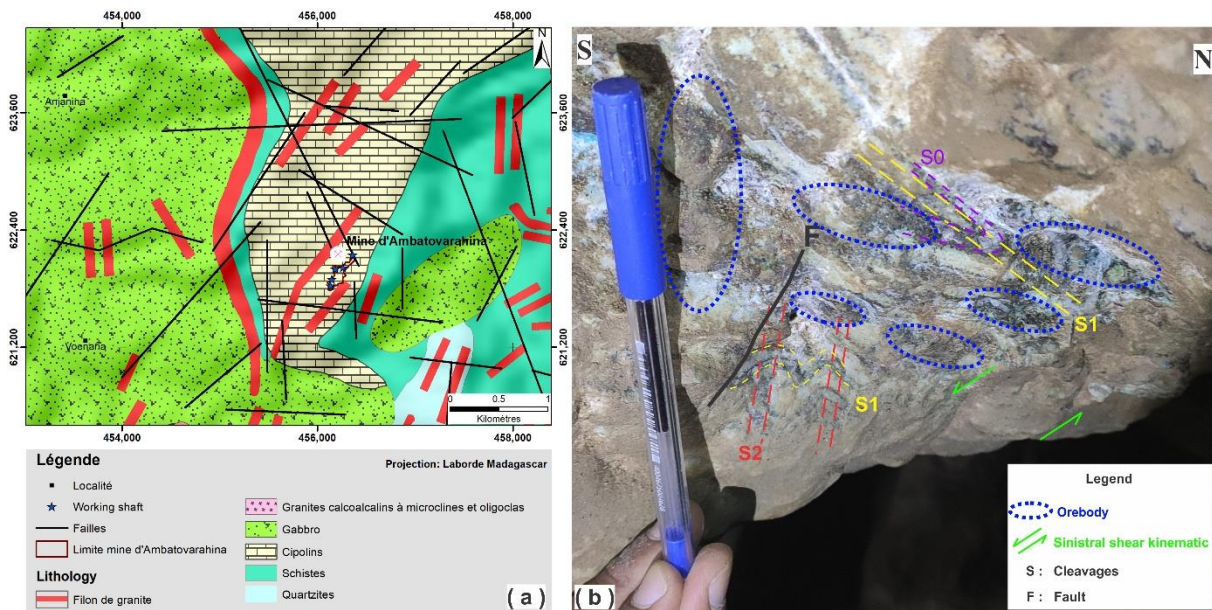 454,000 456,000 458,000
N
623,600
622,400
621,200
623,600
622,400
621,200
Anjaniha
Mine d'Ambatovarahina
Vohitrarana
0 0.5 1
Kilométres
454,000 456,000 458,000
Légende
Projection: Laborde Madagascar
Localité
Working shaft
Failles
Limite mine d'Ambatovarahina
Lithology
Filon de granite
Granites calcoalcalins à microclines et oligoclas
Gabbro
Cipolins
Schistes
Quartzites
( a )
S
N
S0
F
S1
S1
S2
Legend
Orebody
Sinistral shear kinematic
S : Cleavages
F : Fault
(b)